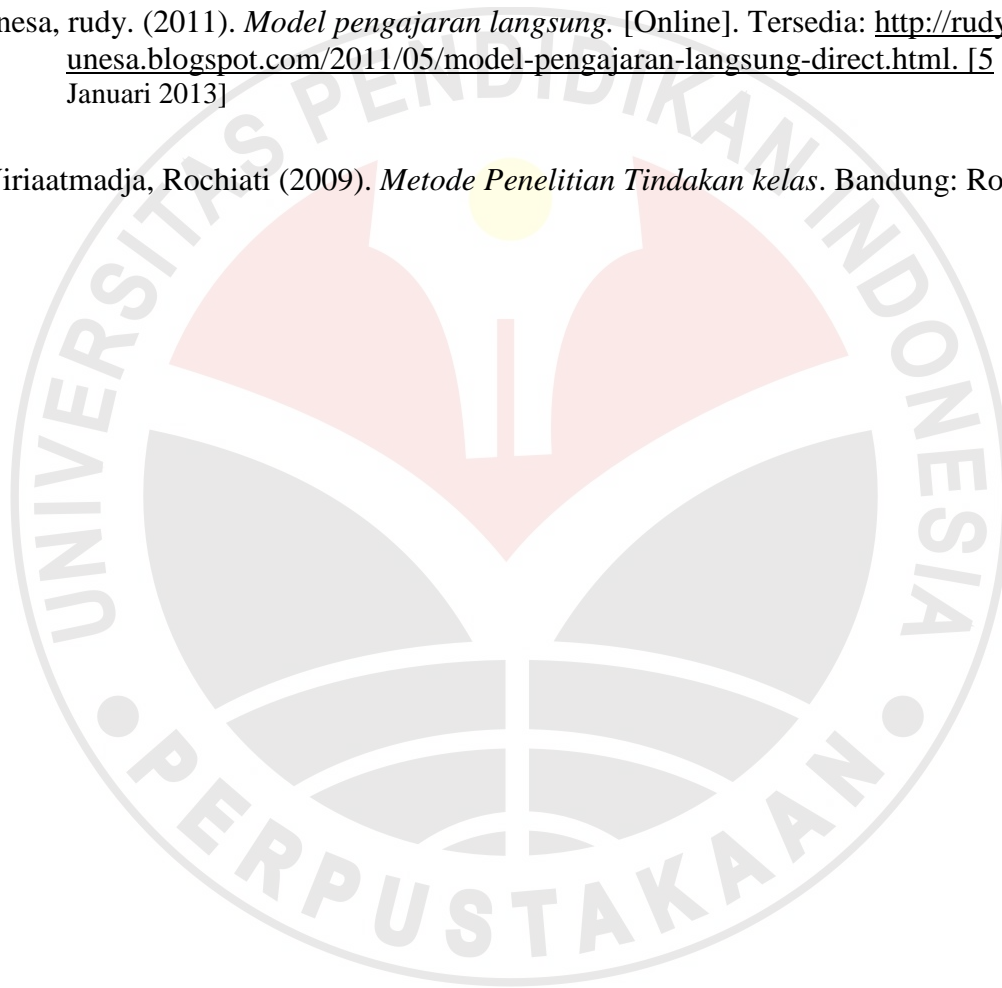 nesa, rudy. (2011). Model pengajaran langsung. [Online]. Tersedia: http://rudy
unesa.blogspot.com/2011/05/model-pengajaran-langsung-direct.html. [5
Januari 2013]
iriaatmadja, Rochiati (2009). Metode Penelitian Tindakan kelas. Bandung: Ro
UNIVERSITAS PENDIDIKAN INDONESIA
PERPUSTAKAAN